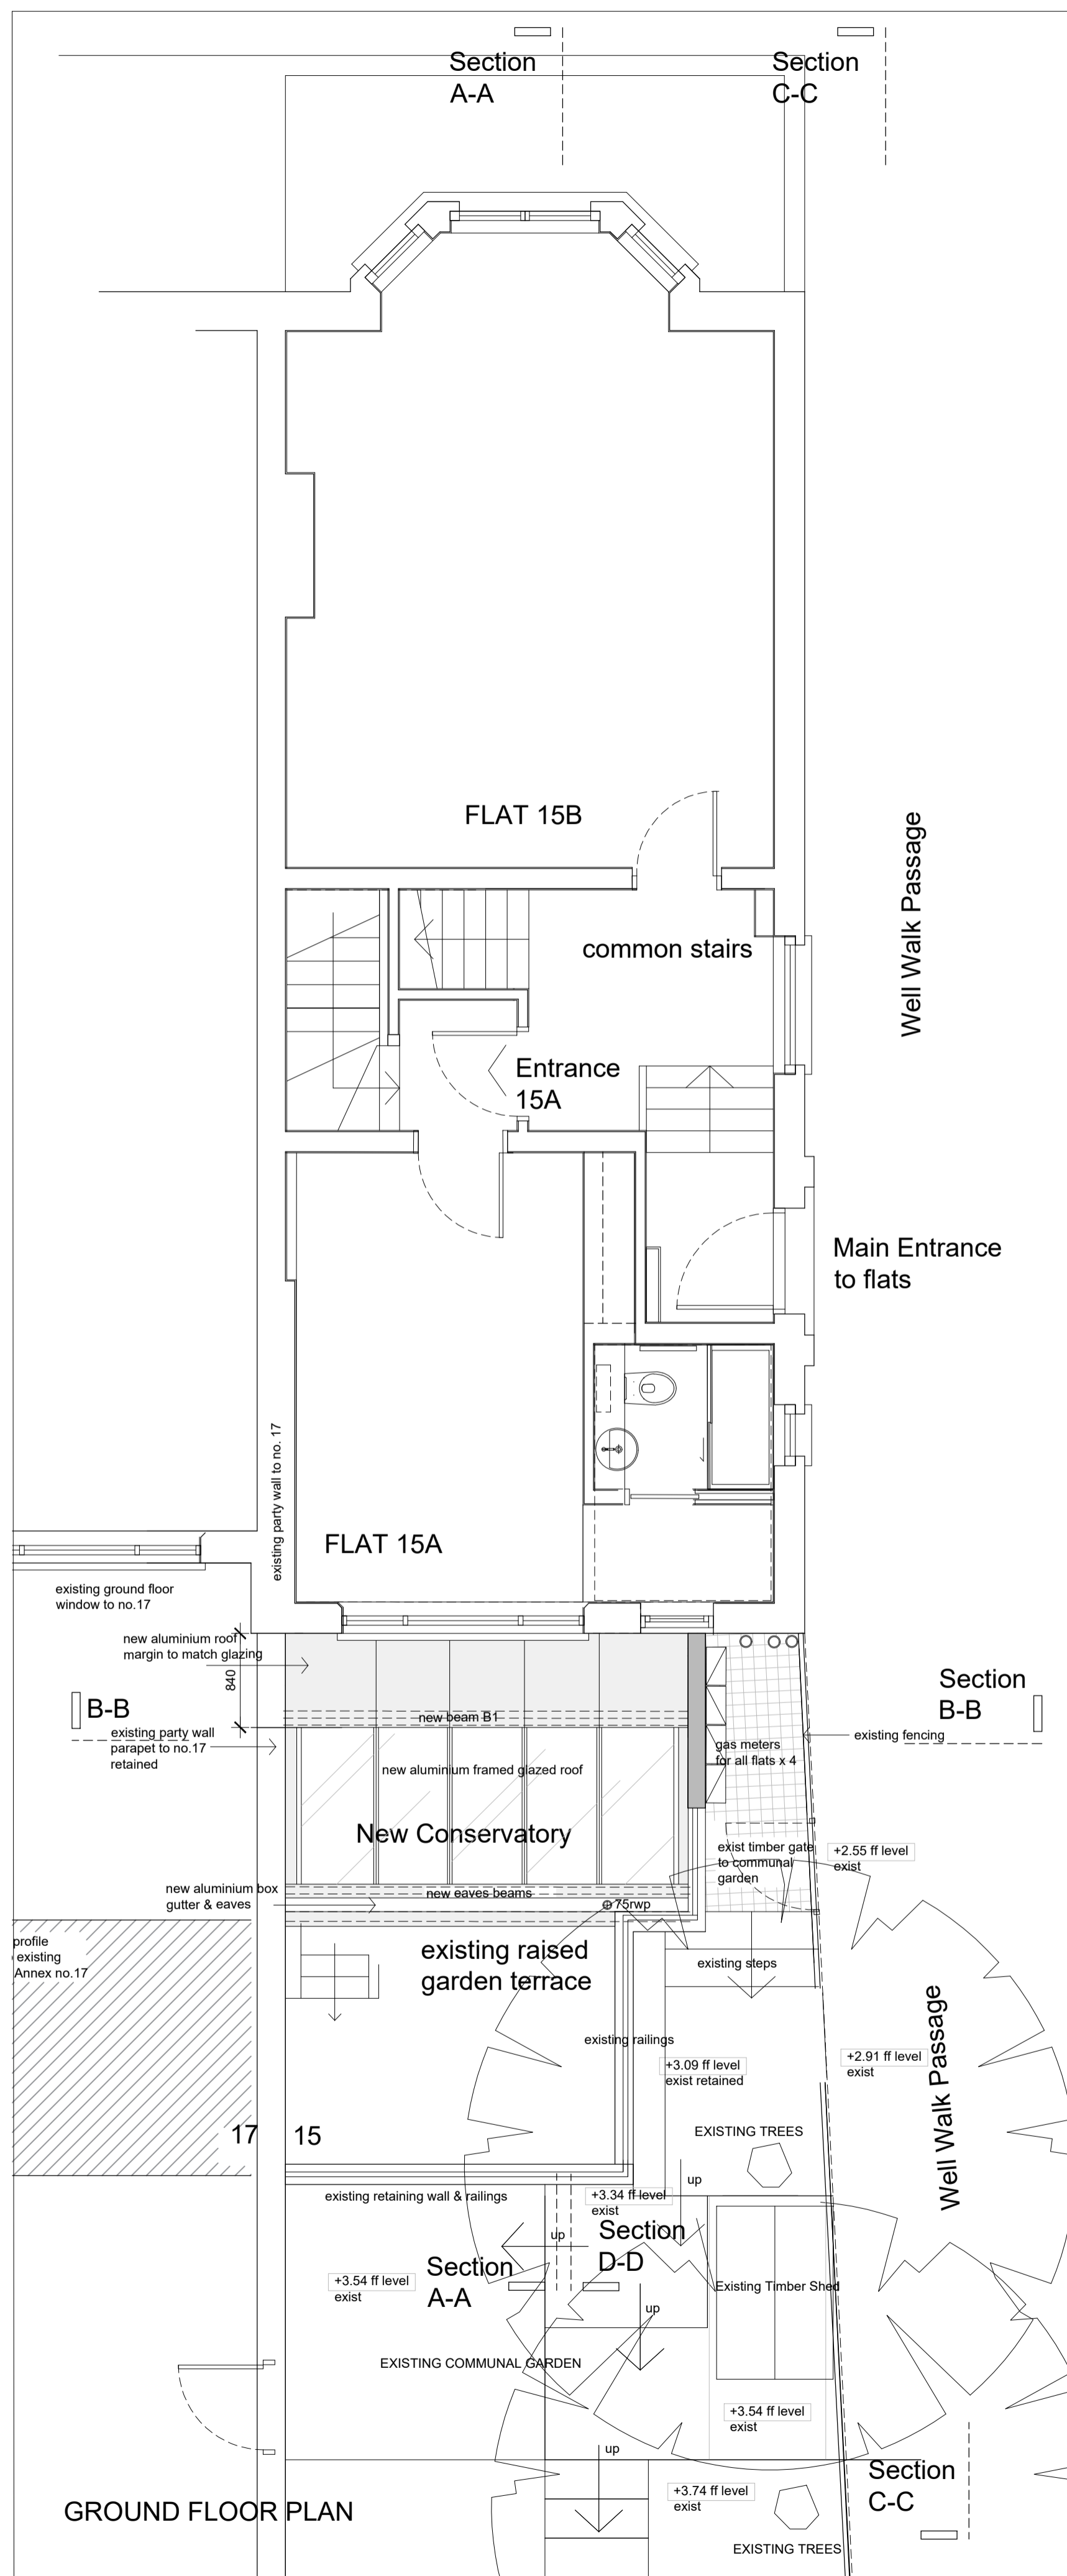 Section
A-A
Section
C-C
FLAT 15B
Well Walk Passage
common stairs
Entrance
15A
Main Entrance
to flats
existing party wall to no. 17
FLAT 15A
existing ground floor
window to no.17
new aluminium roof
margin to match glazing
840
B-B
Section
B-B
new beam B1
existing party wall
parapet to no.17
retained
existing fencing
gas meters
for all flats x 4
new aluminium framed glazed roof
New Conservatory
exist timber gate
to communal
garden
+2.55 ff level
exist
new aluminium box
gutter & eaves
new eaves beams
75rwp
profile
existing
Annex no.17
existing raised
garden terrace
existing steps
existing railings
+3.09 ff level
exist retained
+2.91 ff level
exist
Well Walk Passage
17
15
EXISTING TREES
up
existing retaining wall & railings
+3.34 ff level
exist
up
Section
D-D
Section
A-A
+3.54 ff level
exist
Existing Timber Shed
up
EXISTING COMMUNAL GARDEN
+3.54 ff level
exist
up
Section
C-C
+3.74 ff level
exist
GROUND FLOOR PLAN
EXISTING TREES